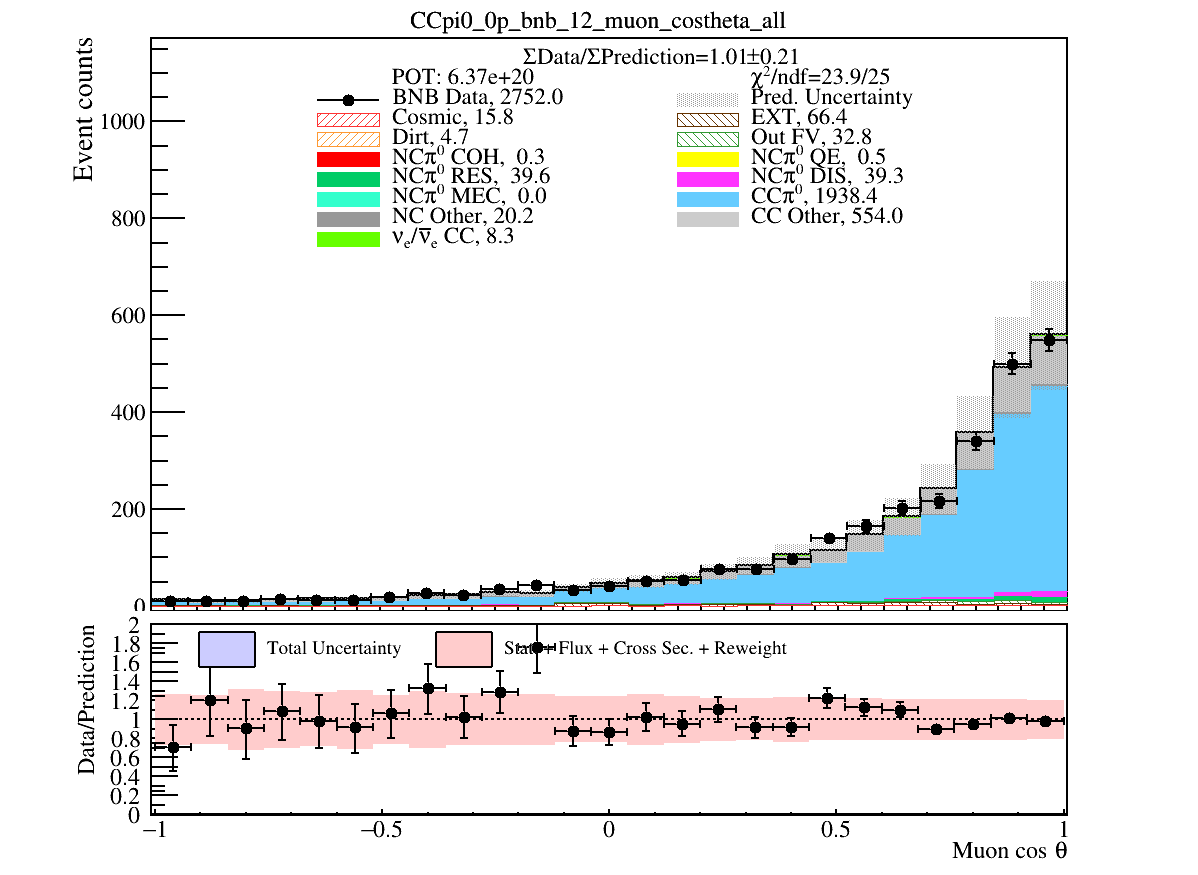 CCpi0_0p_bnb_12_muon_costheta_all
ΣData/ΣPrediction=1.01±0.21
POT: 6.37e+20 χ²/ndf=23.9/25
BNB Data, 2752.0 Pred. Uncertainty
Cosmic, 15.8 EXT, 66.4
Dirt, 4.7 Out FV, 32.8
NCπ⁰ COH, 0.3 NCπ⁰ QE, 0.5
NCπ⁰ RES, 39.6 NCπ⁰ DIS, 39.3
NCπ⁰ MEC, 0.0 CCπ⁰, 1938.4
NC Other, 20.2 CC Other, 554.0
νₑ/ν̅ₑ CC, 8.3
Event counts
1000
800
600
400
200
0
Data/Prediction
2
1.8
1.6
1.4
1.2
1
0.8
0.6
0.4
0.2
0
Total Uncertainty Flux + Cross Sec. + Reweight
−1 −0.5 0 0.5 1
Muon cos θ